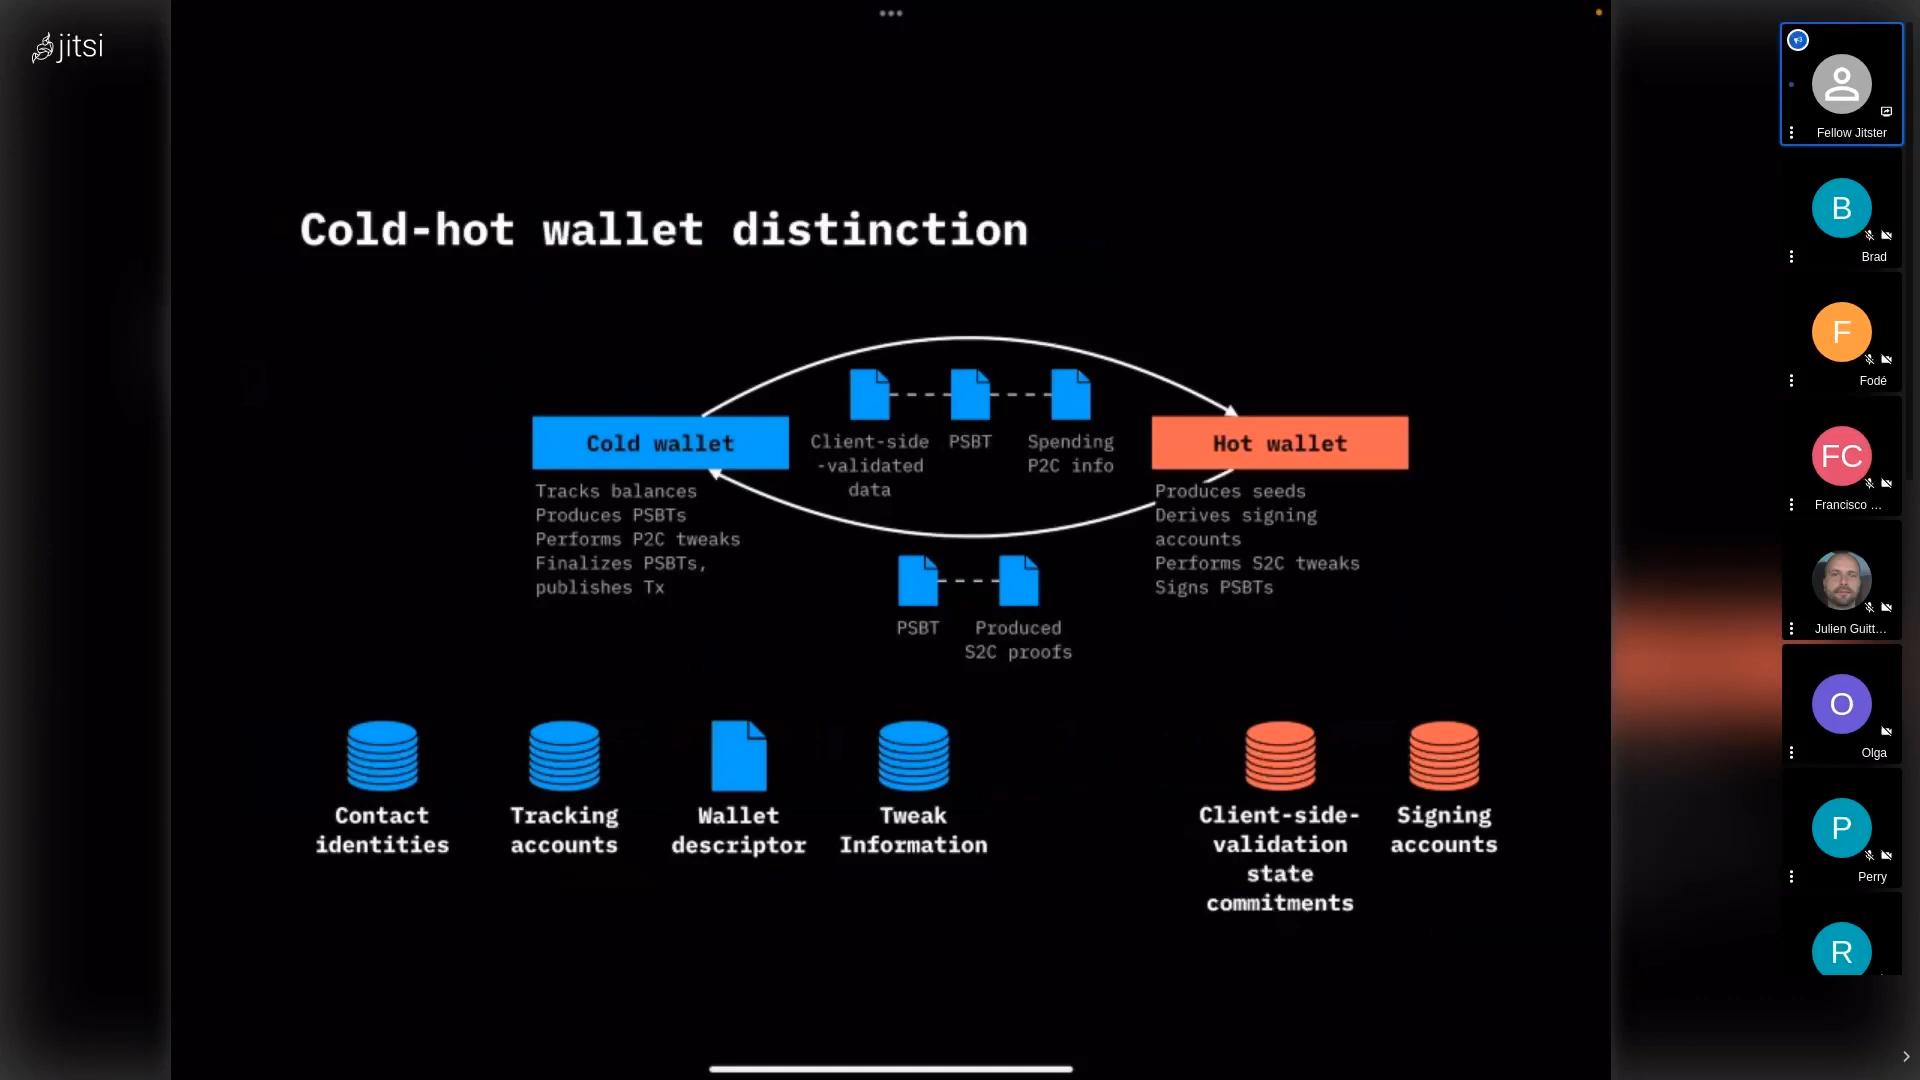 jitsi
Cold-hot wallet distinction
Cold wallet
Tracks balances
Produces PSBTs
Performs P2C tweaks
Finalizes PSBTs,
publishes Tx
Client-side
-validated
data
PSBT
Spending
P2C info
Hot wallet
Produces seeds
Derives signing
accounts
Performs S2C tweaks
Signs PSBTs
PSBT
Produced
S2C proofs
Contact
identities
Tracking
accounts
Wallet
descriptor
Tweak
Information
Client-side-
validation
state
commitments
Signing
accounts
Fellow Jitster
B
Brad
F
Fodé
FC
Francisco ...
Julien Guitt...
O
Olga
P
Perry
R